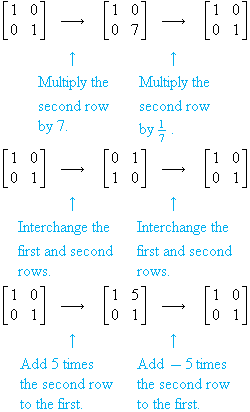 [1 0] ⟶ [1 0] ⟶ [1 0]
[0 1] [0 7] [0 1]
↑ ↑
Multiply the Multiply the
second row second row
by 7. by 1/7 .
[1 0] ⟶ [0 1] ⟶ [1 0]
[0 1] [1 0] [0 1]
↑ ↑
Interchange the Interchange the
first and second first and second
rows. rows.
[1 0] ⟶ [1 5] ⟶ [1 0]
[0 1] [0 1] [0 1]
↑ ↑
Add 5 times Add − 5 times
the second row the second row
to the first. to the first.